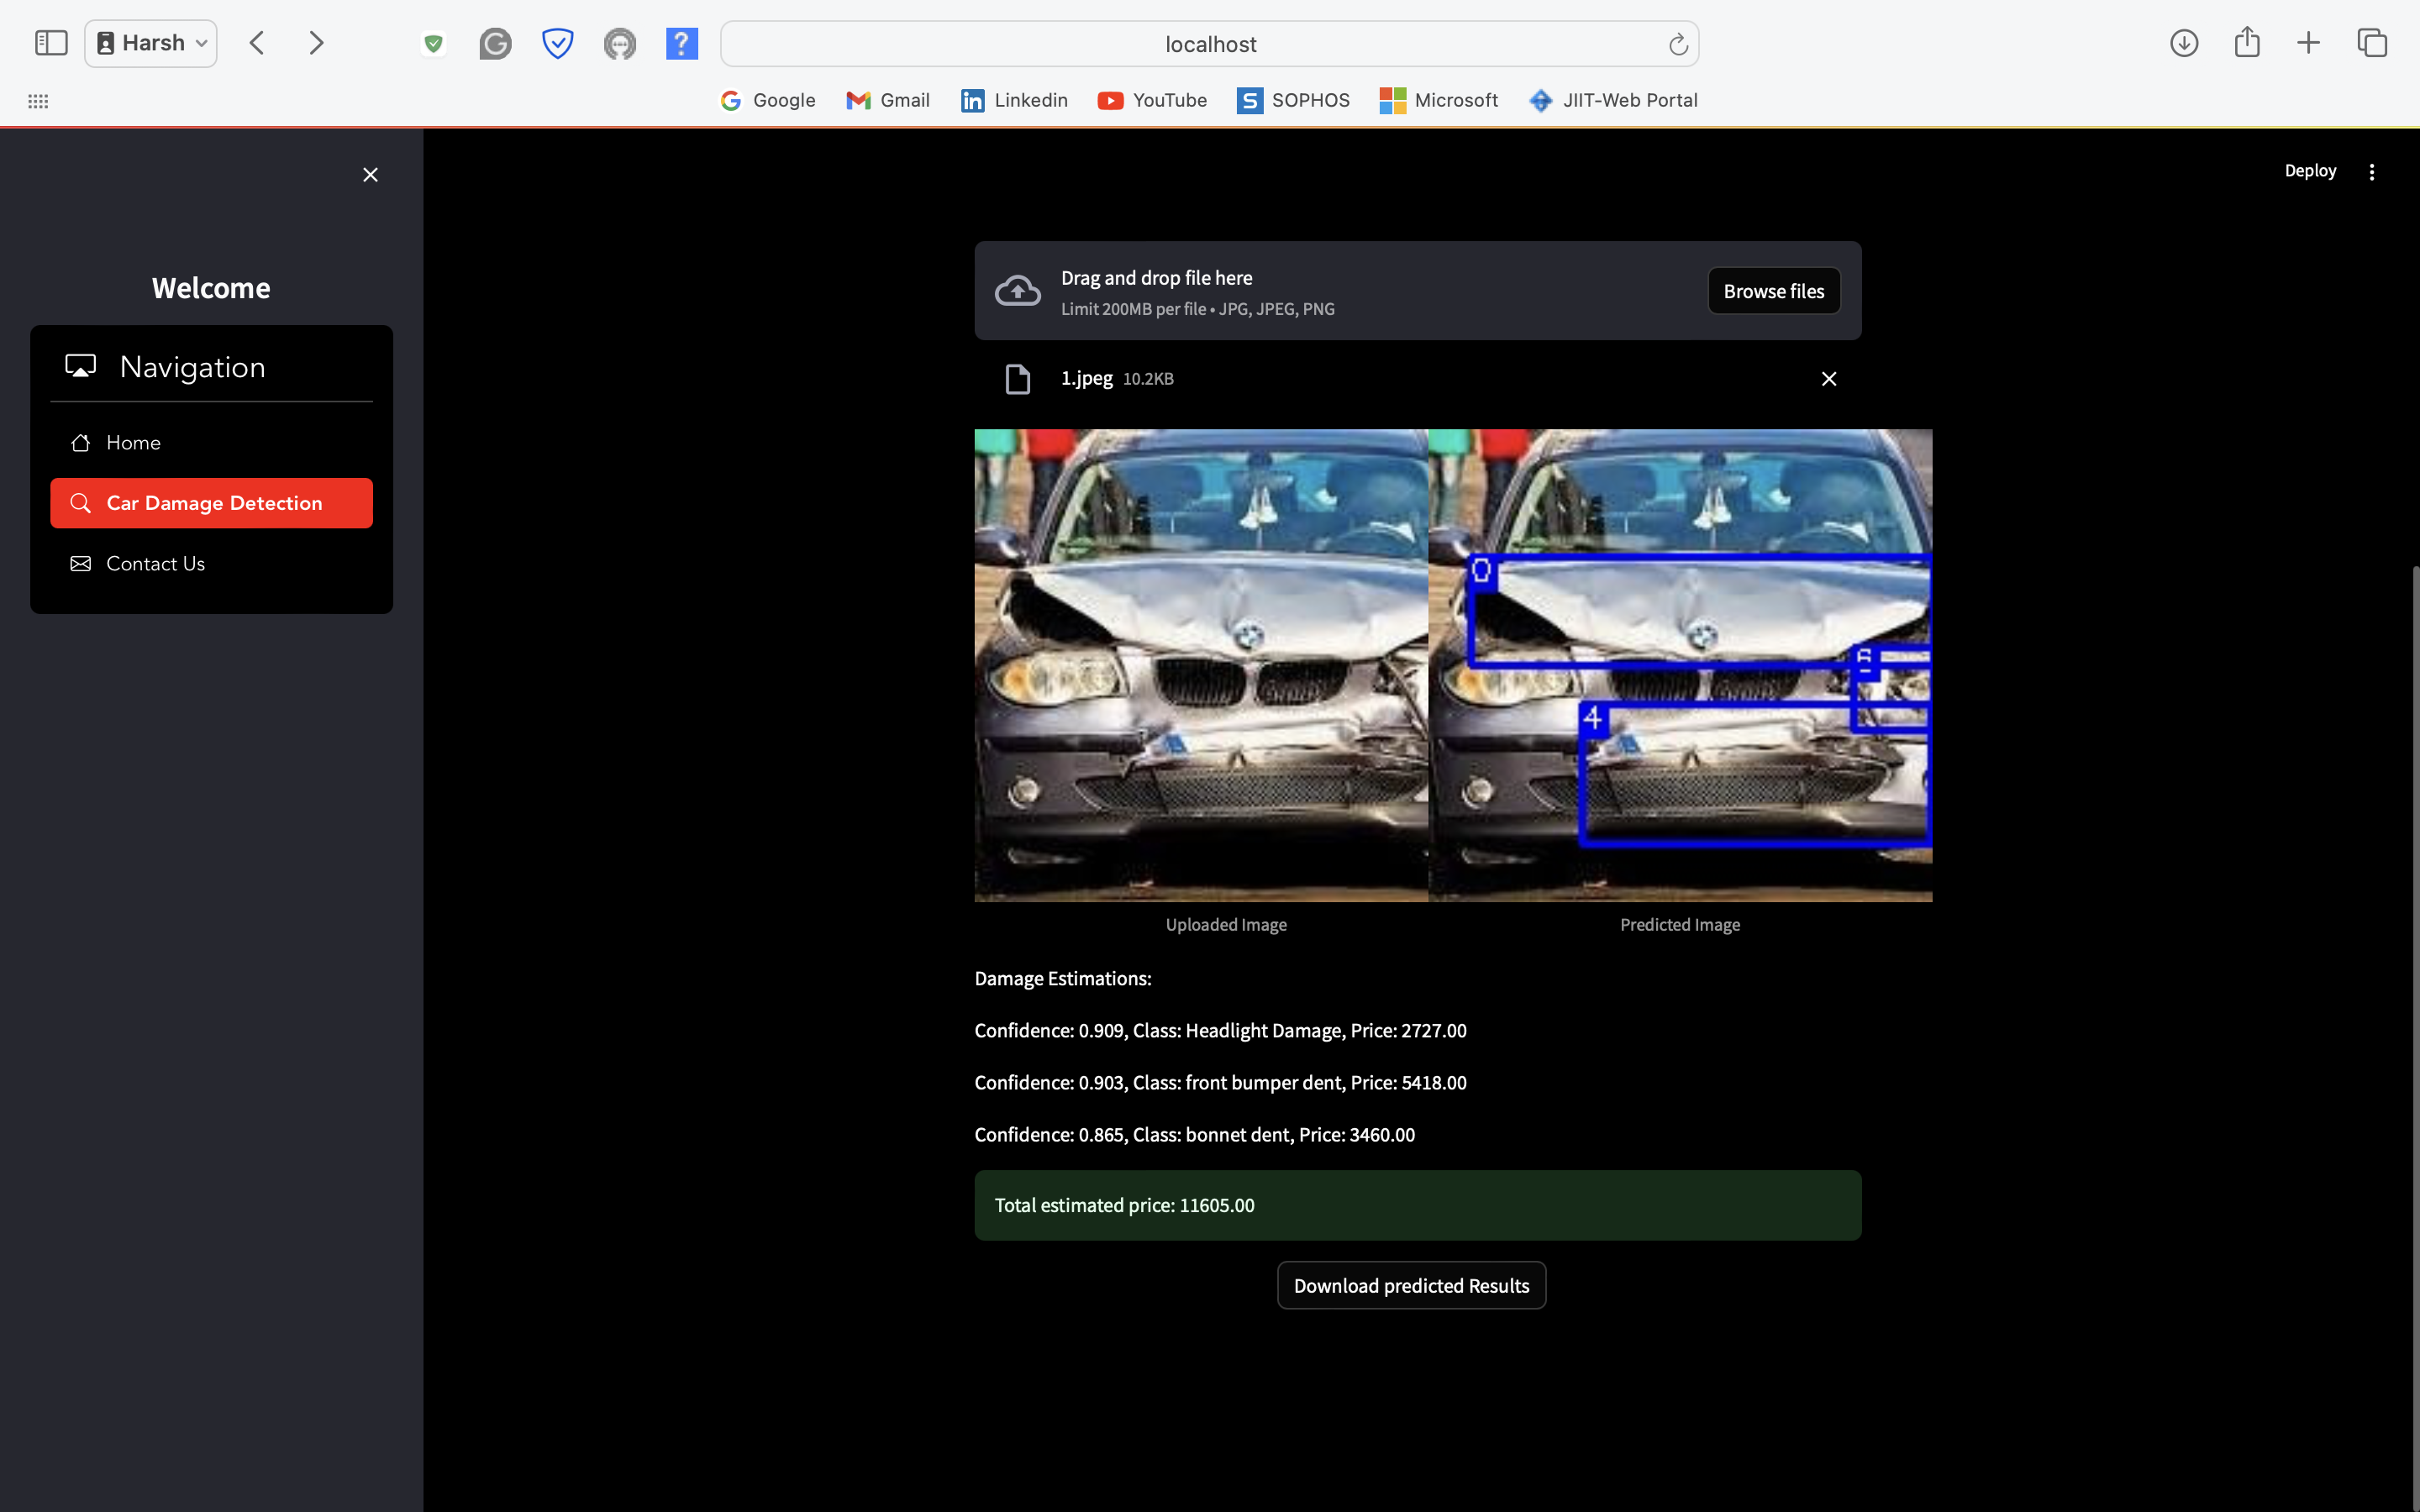 Harsh
localhost
Google Gmail Linkedin YouTube SOPHOS Microsoft JIIT-Web Portal
Deploy
Welcome
Navigation
Home
Car Damage Detection
Contact Us
Drag and drop file here
Limit 200MB per file • JPG, JPEG, PNG
Browse files
1.jpeg 10.2KB
0
4
Uploaded Image
Predicted Image
Damage Estimations:
Confidence: 0.909, Class: Headlight Damage, Price: 2727.00
Confidence: 0.903, Class: front bumper dent, Price: 5418.00
Confidence: 0.865, Class: bonnet dent, Price: 3460.00
Total estimated price: 11605.00
Download predicted Results